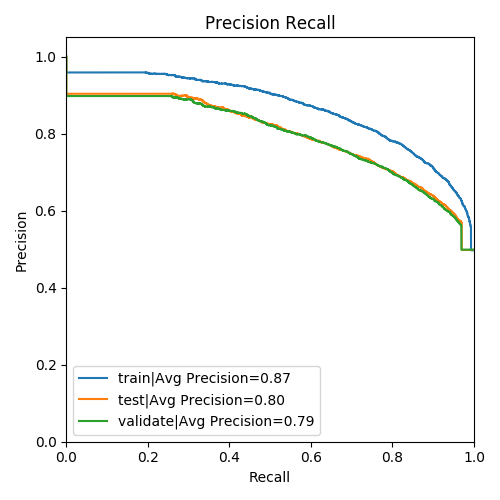 Precision Recall
1.0
0.8
0.6
0.4
0.2
0.0
Precision
train|Avg Precision=0.87
test|Avg Precision=0.80
validate|Avg Precision=0.79
0.0 0.2 0.4 0.6 0.8 1.0
Recall